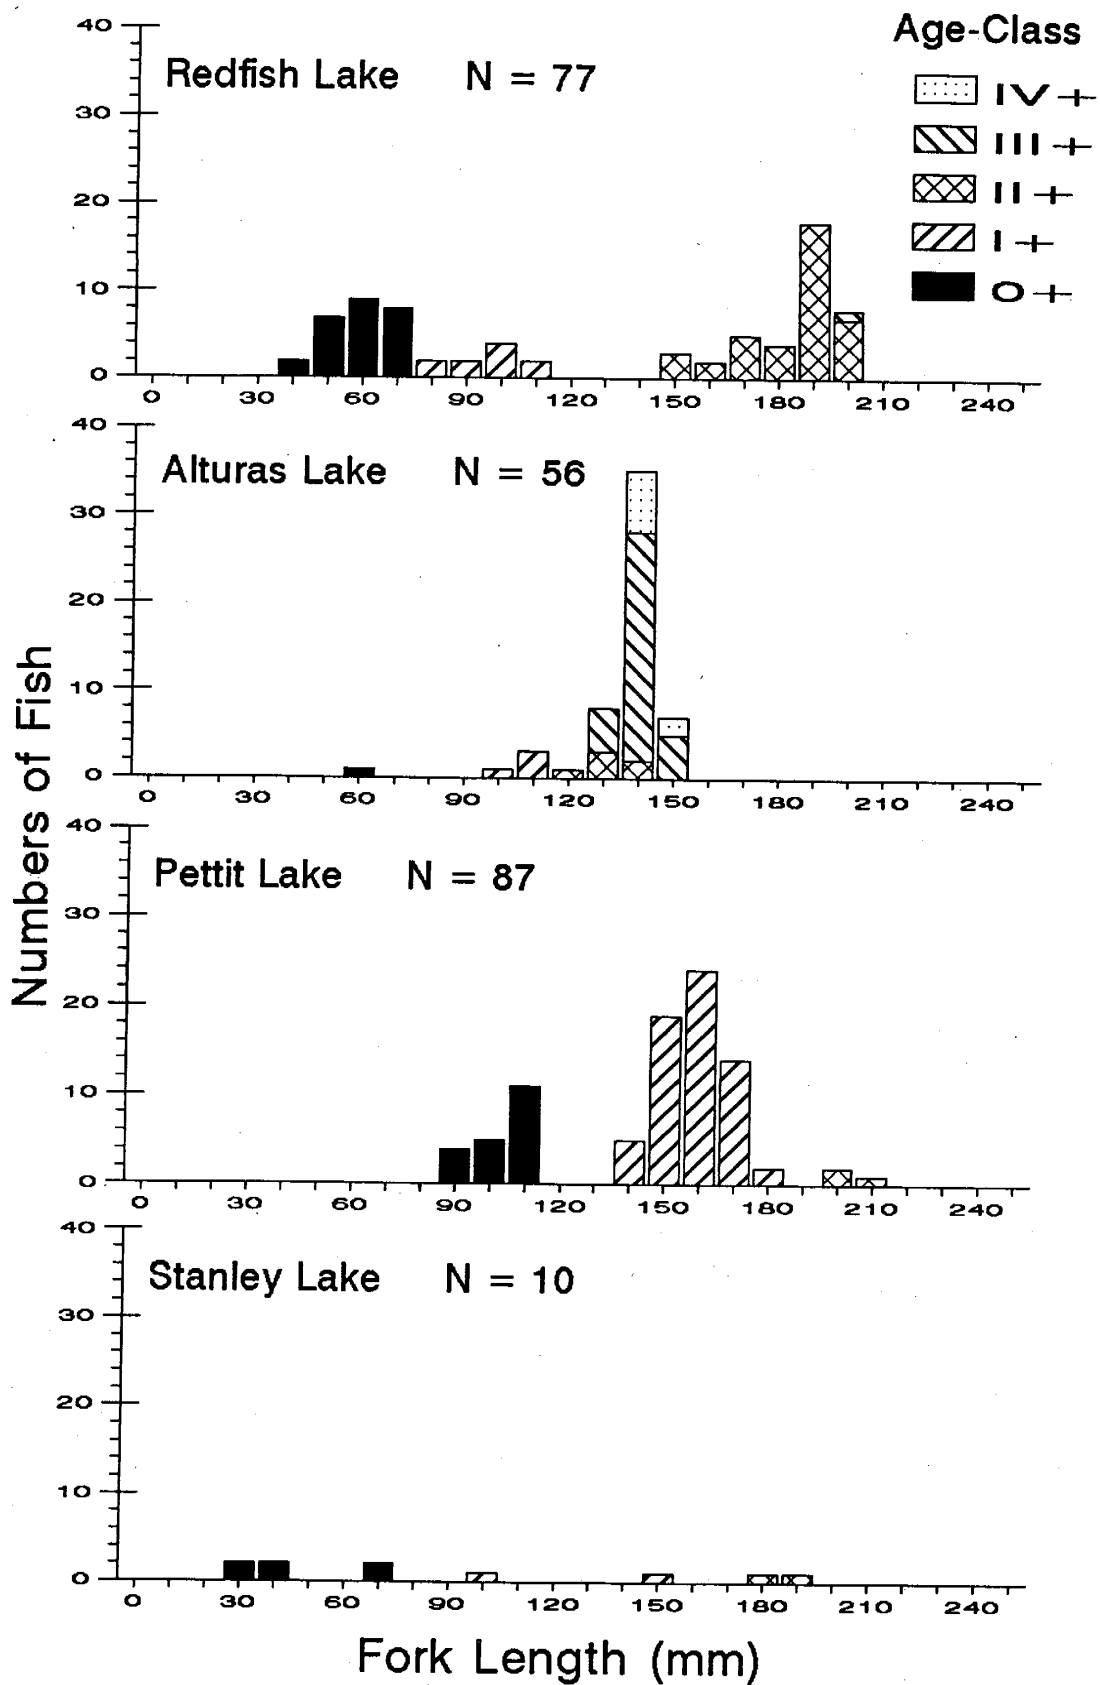 Age-Class
IV+
III+
II+
I+
0+
Numbers of Fish
Redfish Lake N = 77
40
30
20
10
0
0 30 60 90 120 150 180 210 240
Alturas Lake N = 56
40
30
20
10
0
0 30 60 90 120 150 180 210 240
Pettit Lake N = 87
40
30
20
10
0
0 30 60 90 120 150 180 210 240
Stanley Lake N = 10
40
30
20
10
0
0 30 60 90 120 150 180 210 240
Fork Length (mm)